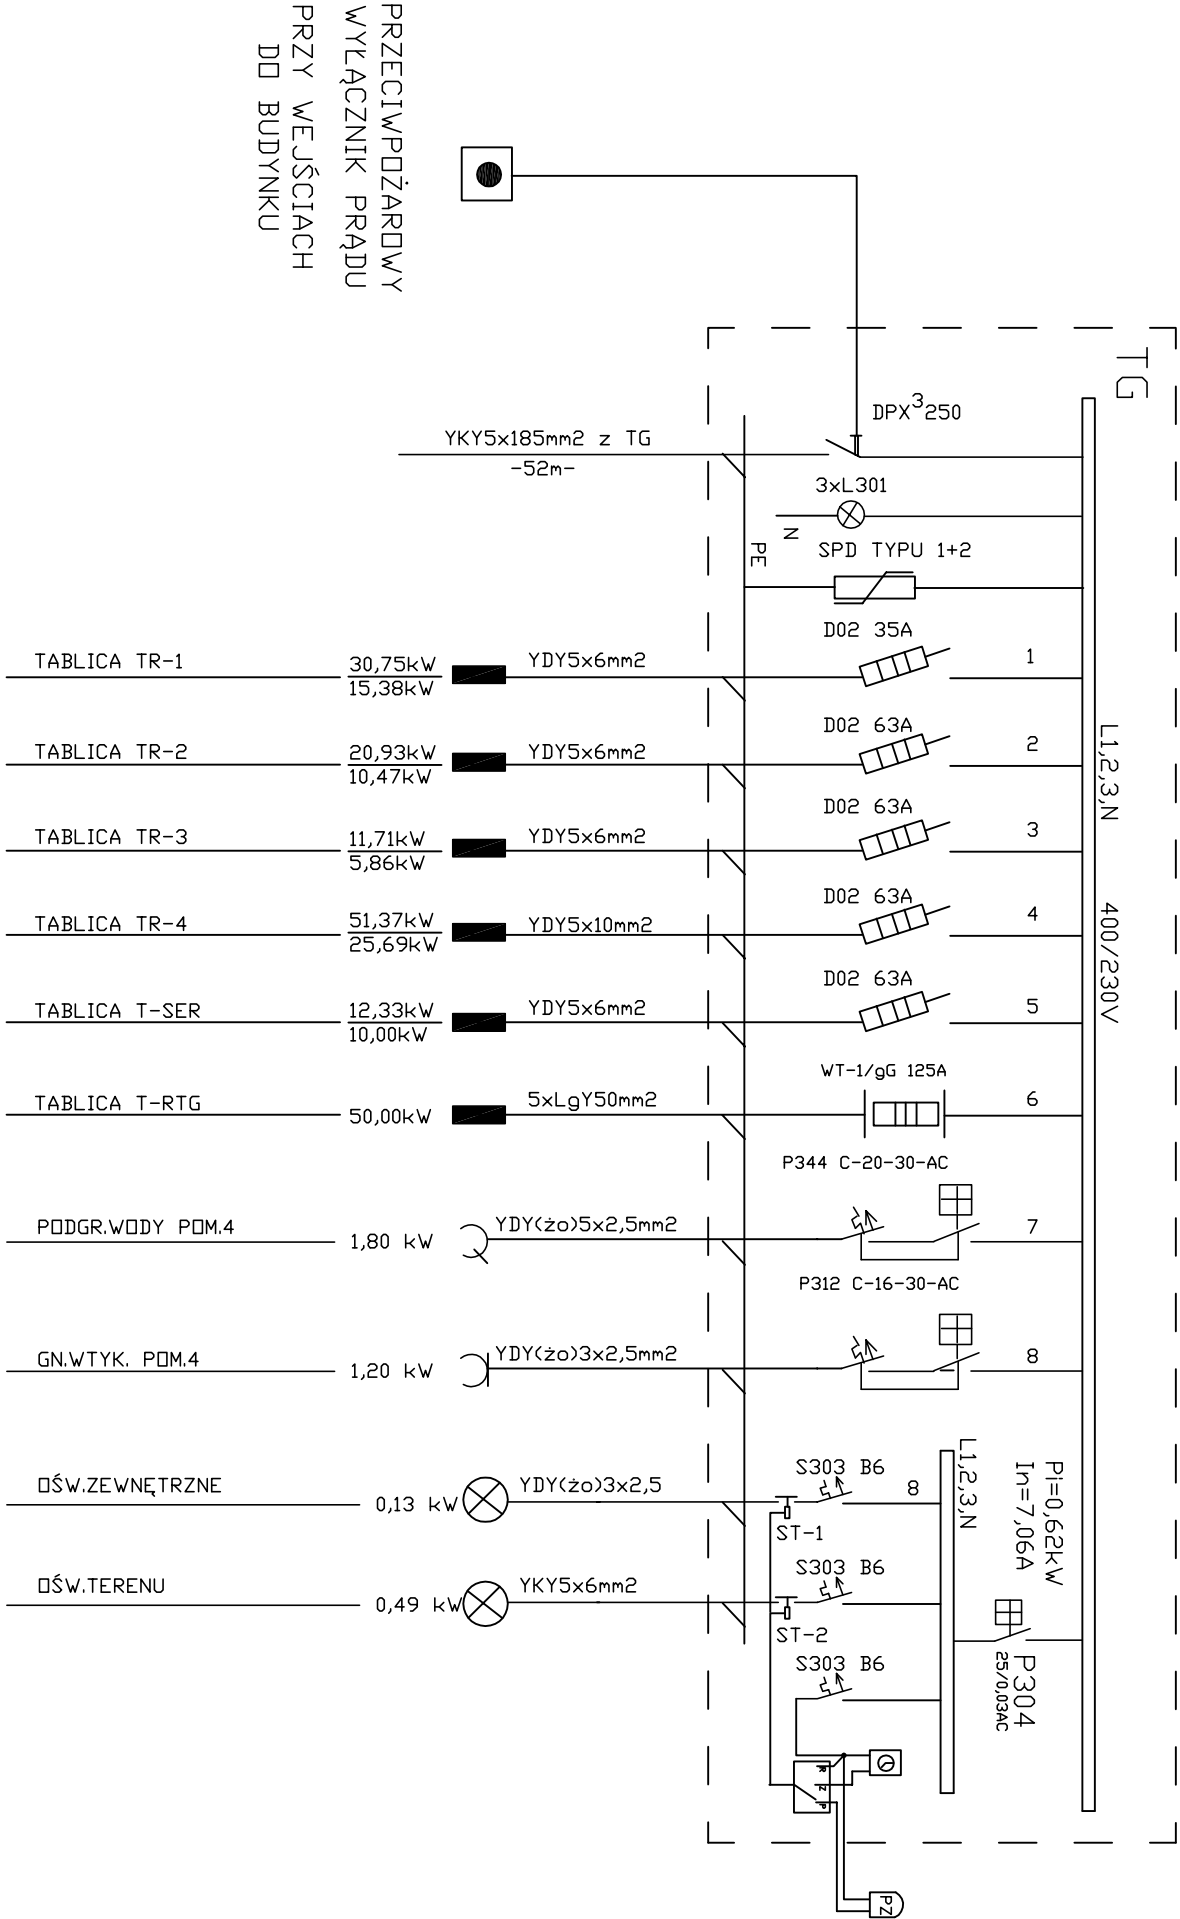 PRZECIWPOŻAROWY
WYŁĄCZNIK PRĄDU
PRZY WEJŚCIACH
DO BUDYNKU
TG
DPX3 250
YKY5x185mm2 z TG
-52m-
3xL301
N
PE
SPD TYPU 1+2
L1,2,3,N 400/230V
D02 35A
1
TABLICA TR-1
30,75kW
15,38kW
YDY5x6mm2
D02 63A
2
TABLICA TR-2
20,93kW
10,47kW
YDY5x6mm2
D02 63A
3
TABLICA TR-3
11,71kW
5,86kW
YDY5x6mm2
D02 63A
4
TABLICA TR-4
51,37kW
25,69kW
YDY5x10mm2
D02 63A
5
TABLICA T-SER
12,33kW
10,00kW
YDY5x6mm2
WT-1/gG 125A
6
TABLICA T-RTG
50,00kW
5xLgY50mm2
P344 C-20-30-AC
7
PODGR.WODY POM.4
1,80 kW
YDY(żo)5x2,5mm2
P312 C-16-30-AC
8
GN.WTYK. POM.4
1,20 kW
YDY(żo)3x2,5mm2
L1,2,3,N
Pi=0,62kW
In=7,06A
S303 B6
8
OŚW.ZEWNĘTRZNE
0,13 kW
YDY(żo)3x2,5
ST-1
S303 B6
OŚW.TERENU
0,49 kW
YKY5x6mm2
ST-2
P304
25/0,03AC
S303 B6
R
Z
P
PZ